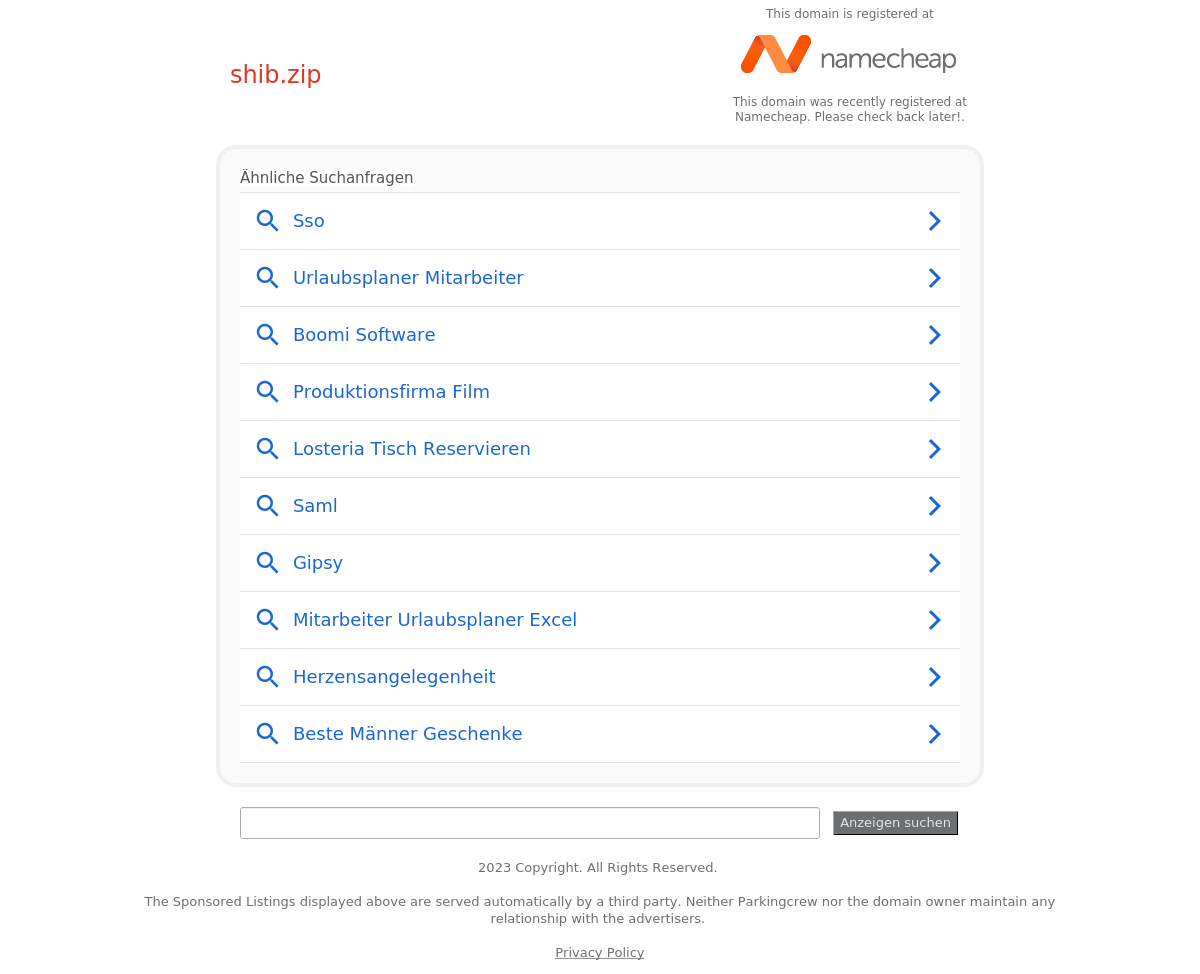 This domain is registered at
namecheap
shib.zip
This domain was recently registered at
Namecheap. Please check back later!.
Ähnliche Suchanfragen
Sso
Urlaubsplaner Mitarbeiter
Boomi Software
Produktionsfirma Film
Losteria Tisch Reservieren
Saml
Gipsy
Mitarbeiter Urlaubsplaner Excel
Herzensangelegenheit
Beste Männer Geschenke
Anzeigen suchen
2023 Copyright. All Rights Reserved.
The Sponsored Listings displayed above are served automatically by a third party. Neither Parkingcrew nor the domain owner maintain any
relationship with the advertisers.
Privacy Policy